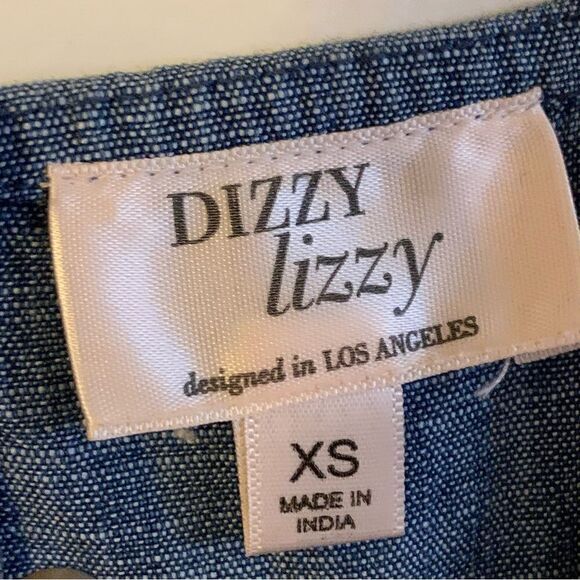 DIZZY
lizzy
designed in LOS ANGELES
XS
MADE IN
INDIA